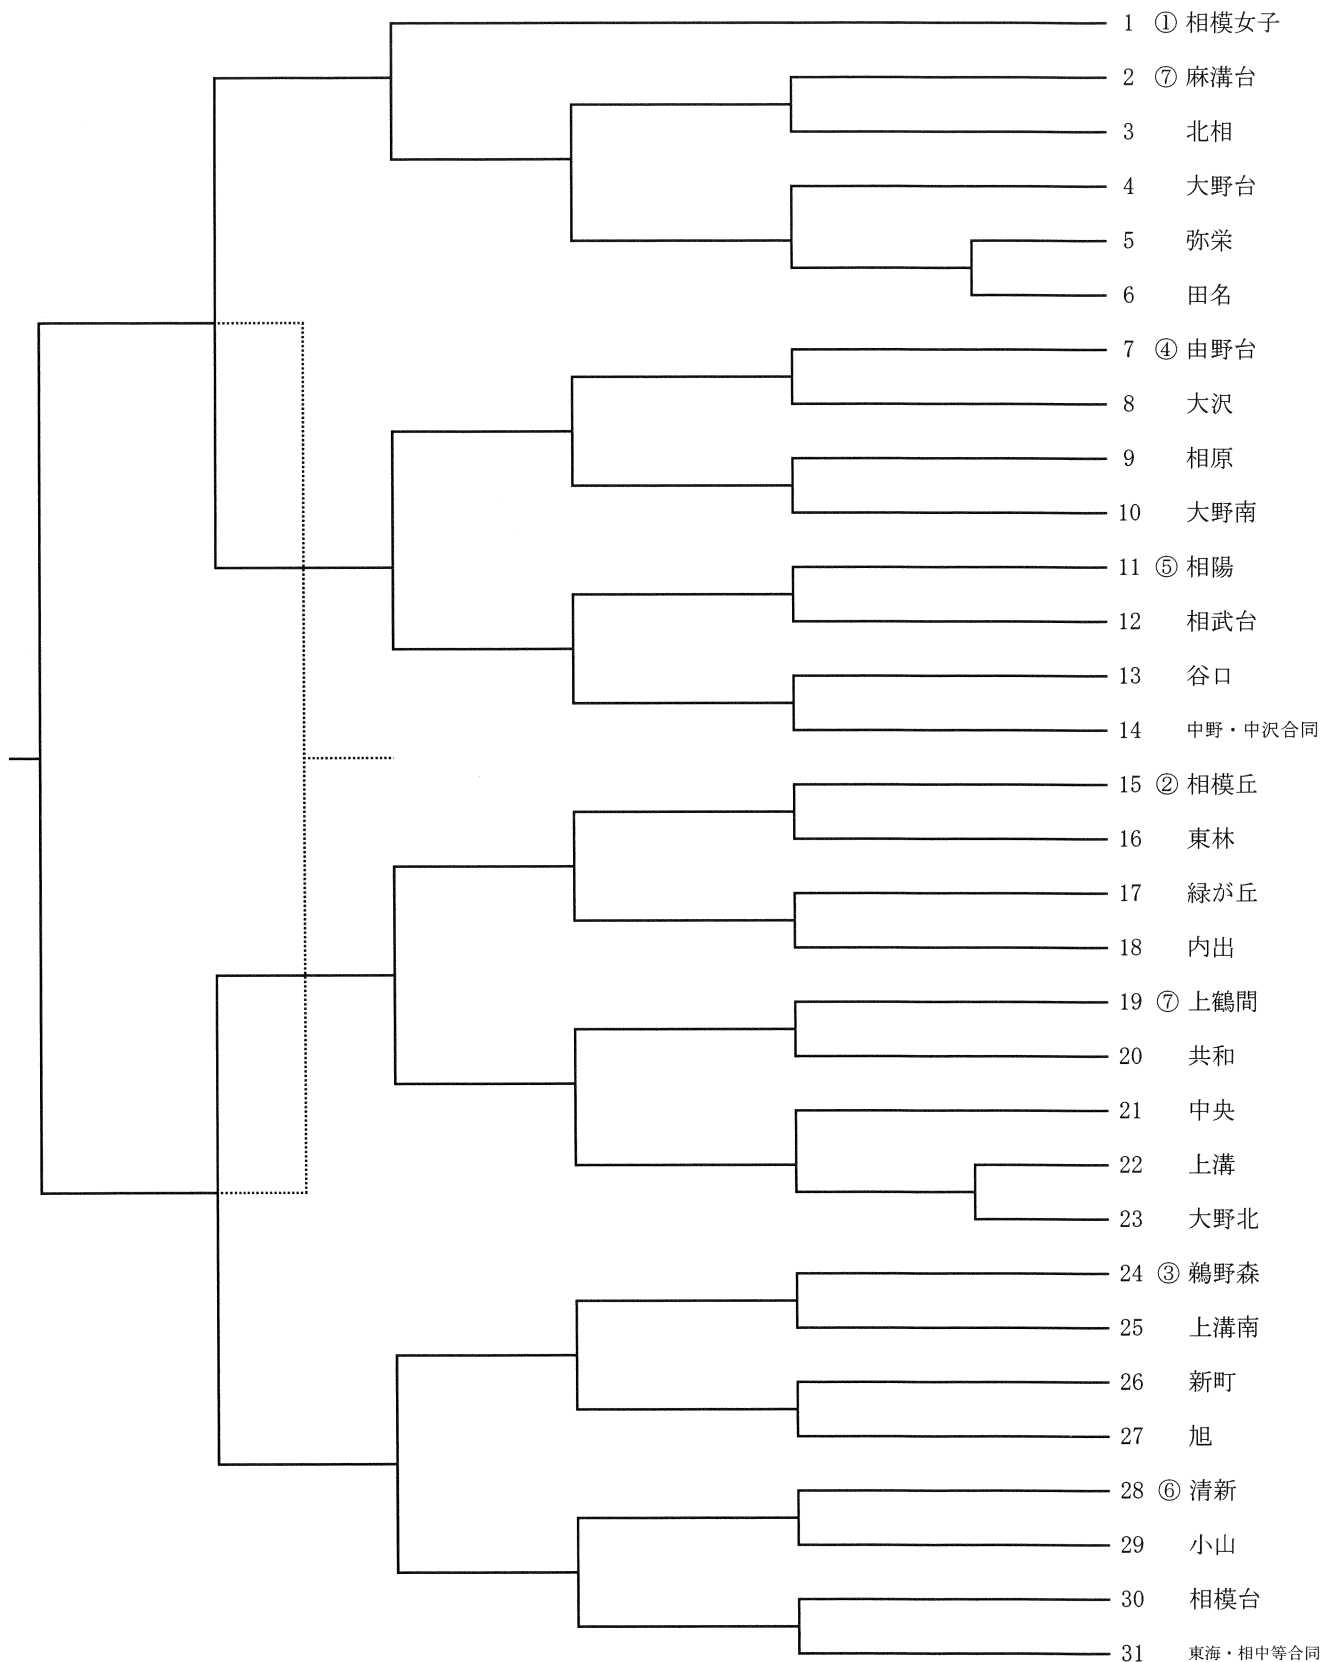 1 ① 相模女子
2 ⑦ 麻溝台
3 北相
4 大野台
5 弥栄
6 田名
7 ④ 由野台
8 大沢
9 相原
10 大野南
11 ⑤ 相陽
12 相武台
13 谷口
14 中野・中沢合同
15 ② 相模丘
16 東林
17 緑が丘
18 内出
19 ⑦ 上鶴間
20 共和
21 中央
22 上溝
23 大野北
24 ③ 鵜野森
25 上溝南
26 新町
27 旭
28 ⑥ 清新
29 小山
30 相模台
31 東海・相中等合同